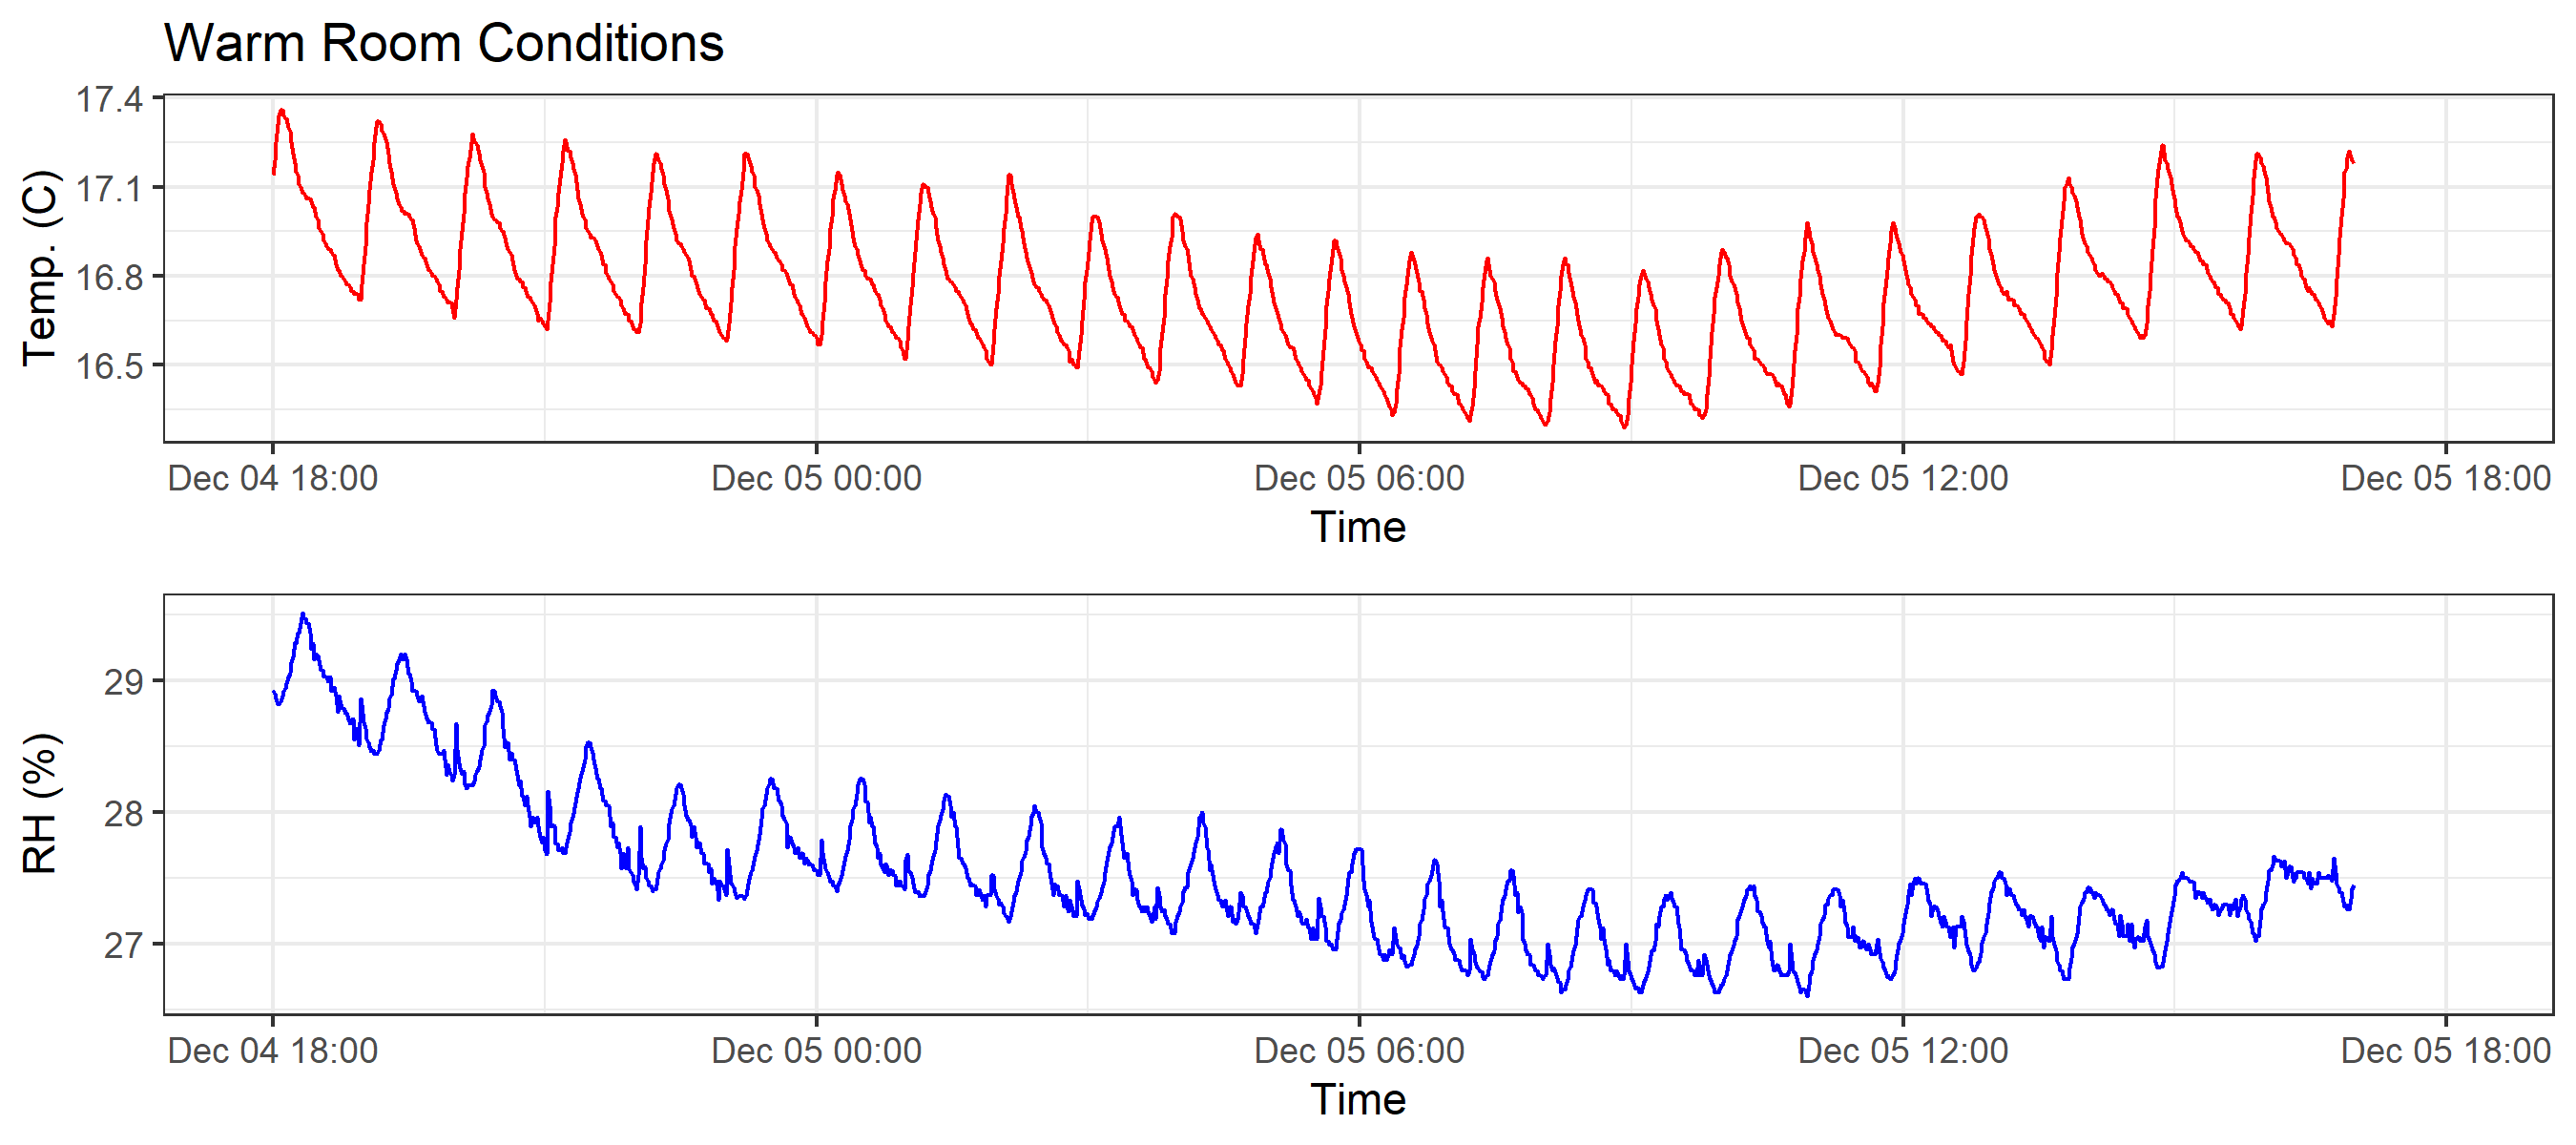 Warm Room Conditions
17.4
17.1
16.8
16.5
Temp. (C)
Dec 04 18:00 Dec 05 00:00 Dec 05 06:00 Dec 05 12:00 Dec 05 18:00
Time
29
28
27
RH (%)
Dec 04 18:00 Dec 05 00:00 Dec 05 06:00 Dec 05 12:00 Dec 05 18:00
Time